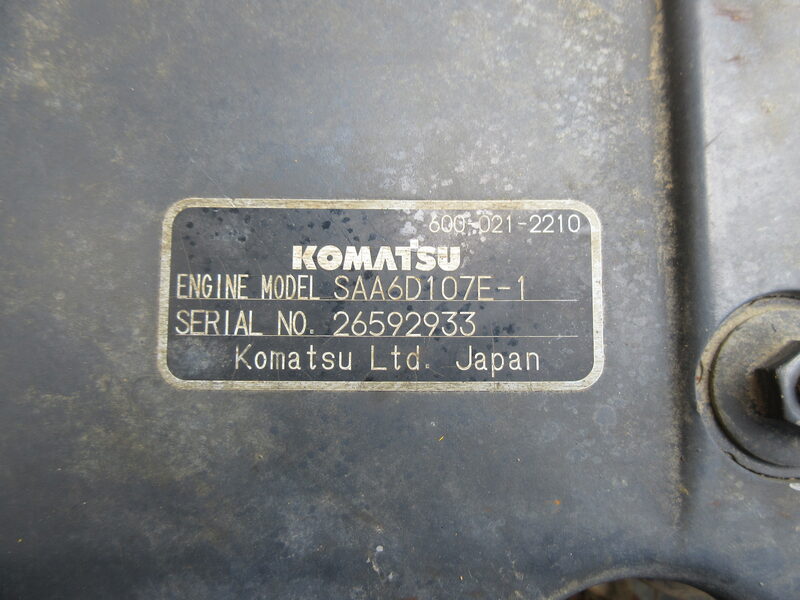 600-021-2210
KOMATSU
ENGINE MODEL SAA6D107E-1
SERIAL NO. 26592933
Komatsu Ltd. Japan